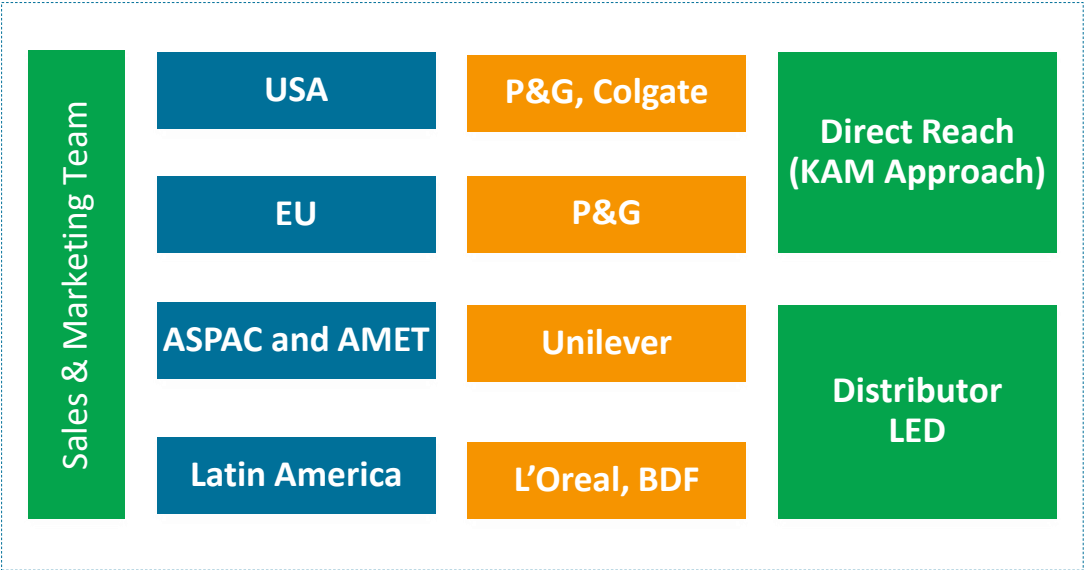 Sales & Marketing Team
USA
P&G, Colgate
Direct Reach
(KAM Approach)
EU
P&G
ASPAC and AMET
Unilever
Distributor
LED
Latin America
L’Oreal, BDF